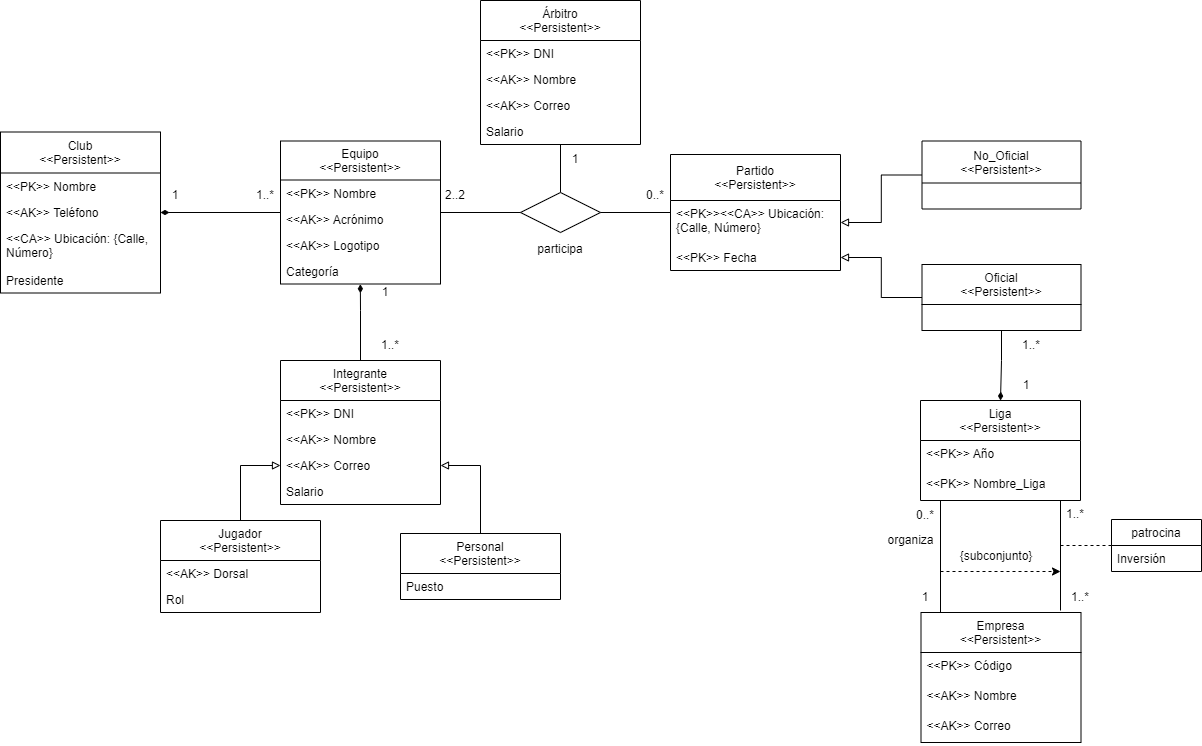 Árbitro
<<Persistent>>
<<PK>> DNI
<<AK>> Nombre
<<AK>> Correo
Salario
Club
<<Persistent>>
<<PK>> Nombre
<<AK>> Teléfono
<<CA>> Ubicación: {Calle,
Número}
Presidente
1
1..*
Equipo
<<Persistent>>
<<PK>> Nombre
<<AK>> Acrónimo
<<AK>> Logotipo
Categoría
2..2
1
0..*
participa
Partido
<<Persistent>>
<<PK>><<CA>> Ubicación:
{Calle, Número}
<<PK>> Fecha
No_Oficial
<<Persistent>>
Oficial
<<Persistent>>
1..*
1
1
1..*
Integrante
<<Persistent>>
<<PK>> DNI
<<AK>> Nombre
<<AK>> Correo
Salario
Jugador
<<Persistent>>
<<AK>> Dorsal
Rol
Personal
<<Persistent>>
Puesto
Liga
<<Persistent>>
<<PK>> Año
<<PK>> Nombre_Liga
0..*
1..*
organiza
{subconjunto}
patrocina
Inversión
1
1..*
Empresa
<<Persistent>>
<<PK>> Código
<<AK>> Nombre
<<AK>> Correo